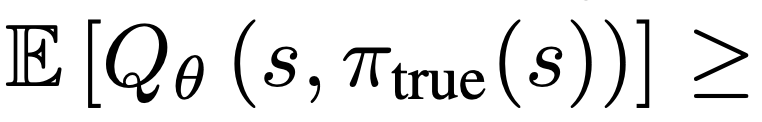 𝔼 [Q_θ (s, π_true(s))] ≥